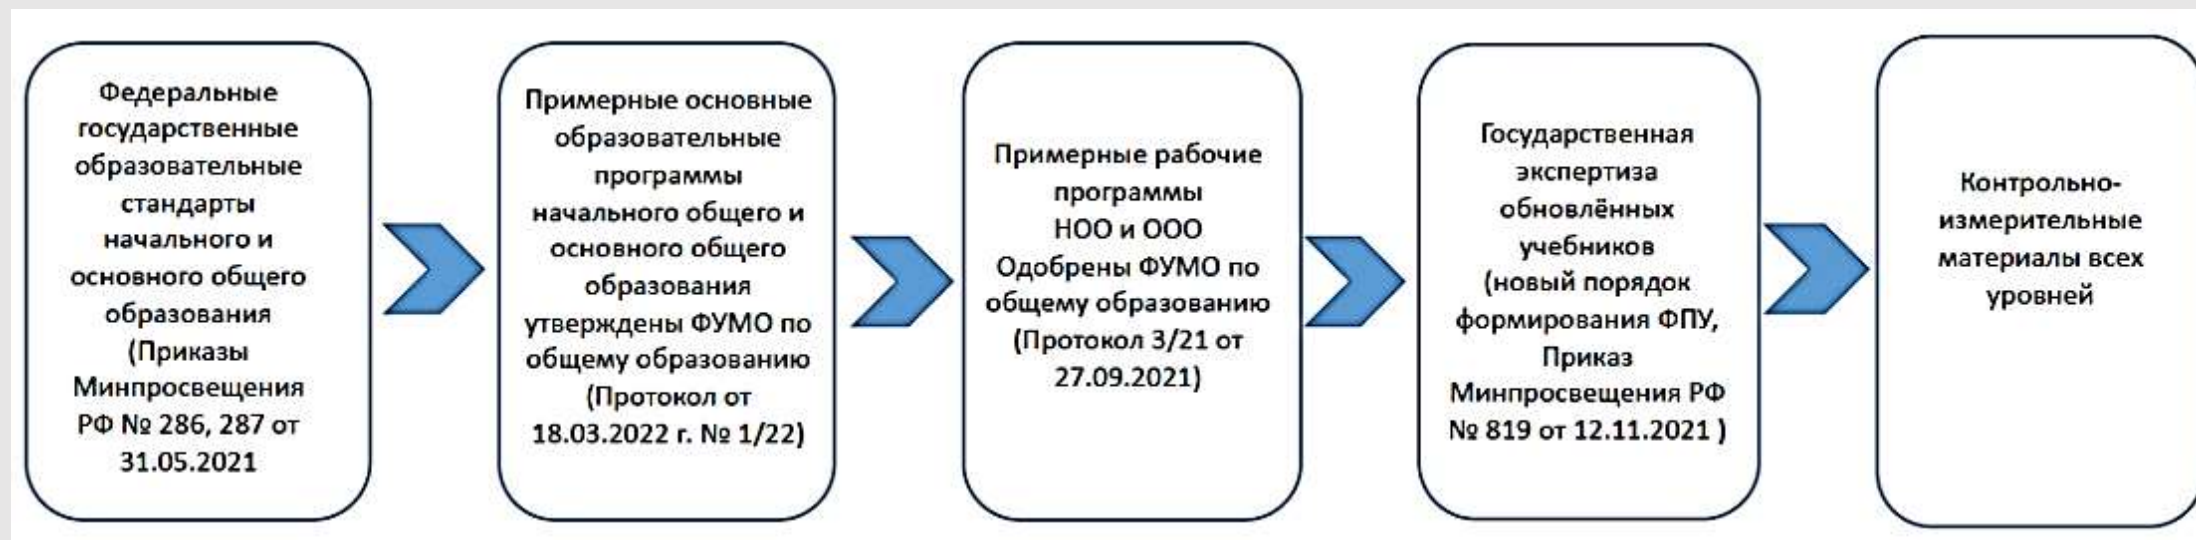 Федеральные
государственные
образовательные
стандарты
начального и
основного общего
образования
(Приказы
Минпросвещения
РФ № 286, 287 от
31.05.2021
Примерные основные
образовательные
программы
начального общего и
основного общего
образования
утверждены ФУМО по
общему образованию
(Протокол от
18.03.2022 г. № 1/22)
Примерные рабочие
программы
НОО и ООО
Одобрены ФУМО по
общему образованию
(Протокол 3/21 от
27.09.2021)
Государственная
экспертиза
обновлённых
учебников
(новый порядок
формирования ФПУ,
Приказ
Минпросвещения РФ
№ 819 от 12.11.2021 )
Контрольно-
измерительные
материалы всех
уровней